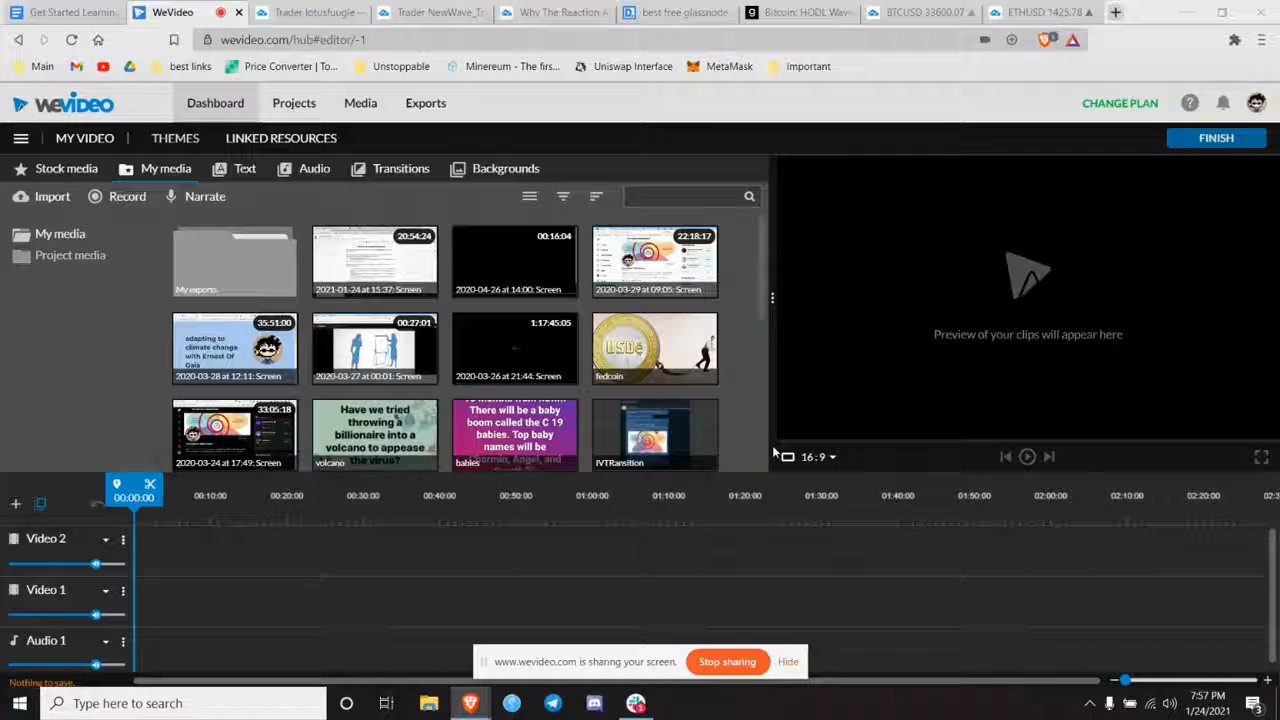 Get Started Learnin
WeVideo
Trader lotusfuugle —
Trader NewWave_Tr
Why The Reaction A
best free glassnode
Bitcoin: HODL Wav
BTCUSD 33600.07
ETHUSD 1425.78
wevideo.com/hub#editor/-1
Main
best links
Price Converter | To...
Unstoppable
Minereum - The firs...
Uniswap Interface
MetaMask
Important
WEVIDEO
Dashboard
Projects
Media
Exports
CHANGE PLAN
MY VIDEO
THEMES
LINKED RESOURCES
FINISH
Stock media
My media
Text
Audio
Transitions
Backgrounds
Import
Record
Narrate
My media
Project media
My exports
20:54:24
2021-01-24 at 15:37: Screen
00:16:04
2020-04-26 at 14:00: Screen
22:18:17
2020-03-29 at 09:05: Screen
35:51:00
adapting to
climate change
with Ernest Of
Gaia
2020-03-28 at 12:11: Screen
00:27:01
2020-03-27 at 00:01: Screen
1:17:45:05
2020-03-26 at 21:44: Screen
fedcoin
33:05:18
2020-03-24 at 17:49: Screen
Have we tried
throwing a
billionaire into a
volcano to appease
the virus?
volcano
There will be a baby
boom called the C 19
babies. Top baby
names will be
Charmin, Angel, and
babies
IVTRansition
Preview of your clips will appear here
16:9
00:00:00
00:10:00
00:20:00
00:30:00
00:40:00
00:50:00
01:00:00
01:10:00
01:20:00
01:30:00
01:40:00
01:50:00
02:00:00
02:10:00
02:20:00
02:3
Video 2
Video 1
Audio 1
Nothing to save.
www.wevideo.com is sharing your screen.
Stop sharing
Hide
Type here to search
7:57 PM
1/24/2021
3